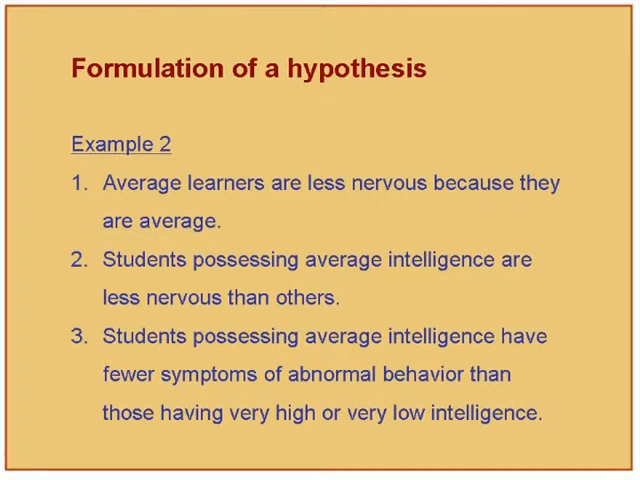 Formulation of a hypothesis
Example 2
1. Average learners are less nervous because they
are average.
2. Students possessing average intelligence are
less nervous than others.
3. Students possessing average intelligence have
fewer symptoms of abnormal behavior than
those having very high or very low intelligence.